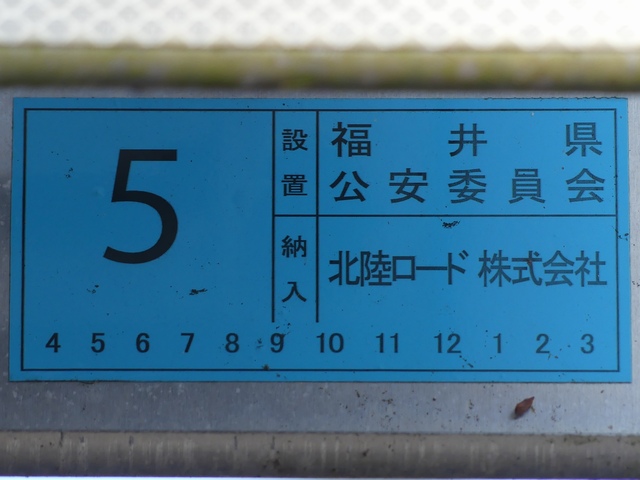 5
設置
福井県
公安委員会
納入
北陸ロード株式会社
4 5 6 7 8 9 10 11 12 1 2 3